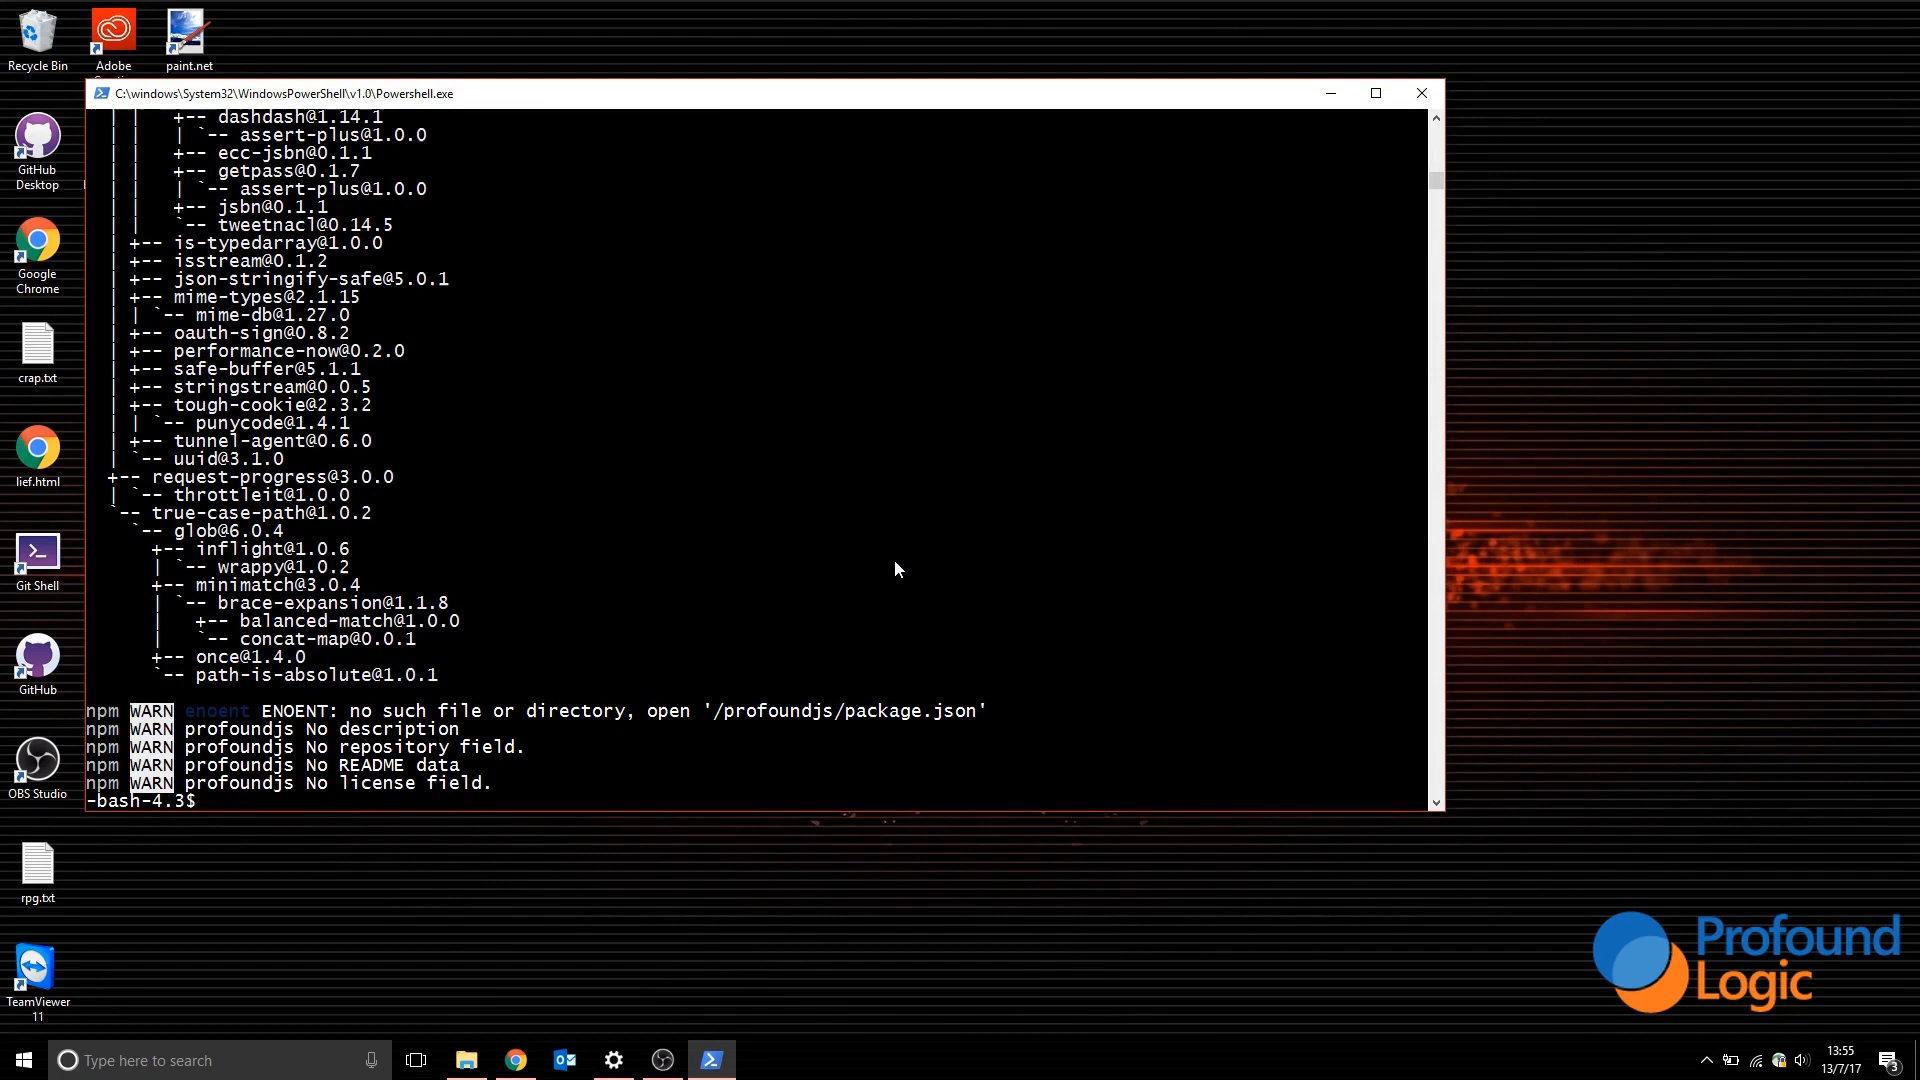 Recycle Bin
Adobe
paint.net
GitHub
Desktop
Google
Chrome
crap.txt
lief.html
Git Shell
GitHub
OBS Studio
rpg.txt
TeamViewer
11
C:\windows\System32\WindowsPowerShell\v1.0\Powershell.exe
| |   +-- dashdash@1.14.1
| |   | `-- assert-plus@1.0.0
| |   +-- ecc-jsbn@0.1.1
| |   +-- getpass@0.1.7
| |   | `-- assert-plus@1.0.0
| |   +-- jsbn@0.1.1
| |   `-- tweetnacl@0.14.5
| +-- is-typedarray@1.0.0
| +-- isstream@0.1.2
| +-- json-stringify-safe@5.0.1
| +-- mime-types@2.1.15
| | `-- mime-db@1.27.0
| +-- oauth-sign@0.8.2
| +-- performance-now@0.2.0
| +-- safe-buffer@5.1.1
| +-- stringstream@0.0.5
| +-- tough-cookie@2.3.2
| | `-- punycode@1.4.1
| +-- tunnel-agent@0.6.0
| `-- uuid@3.1.0
+-- request-progress@3.0.0
| `-- throttleit@1.0.0
`-- true-case-path@1.0.2
  `-- glob@6.0.4
    +-- inflight@1.0.6
    | `-- wrappy@1.0.2
    +-- minimatch@3.0.4
    | `-- brace-expansion@1.1.8
    |   +-- balanced-match@1.0.0
    |   `-- concat-map@0.0.1
    +-- once@1.4.0
    `-- path-is-absolute@1.0.1
npm WARN enoent ENOENT: no such file or directory, open '/profoundjs/package.json'
npm WARN profoundjs No description
npm WARN profoundjs No repository field.
npm WARN profoundjs No README data
npm WARN profoundjs No license field.
-bash-4.3$
Profound
Logic
Type here to search
13:55
13/7/17
3